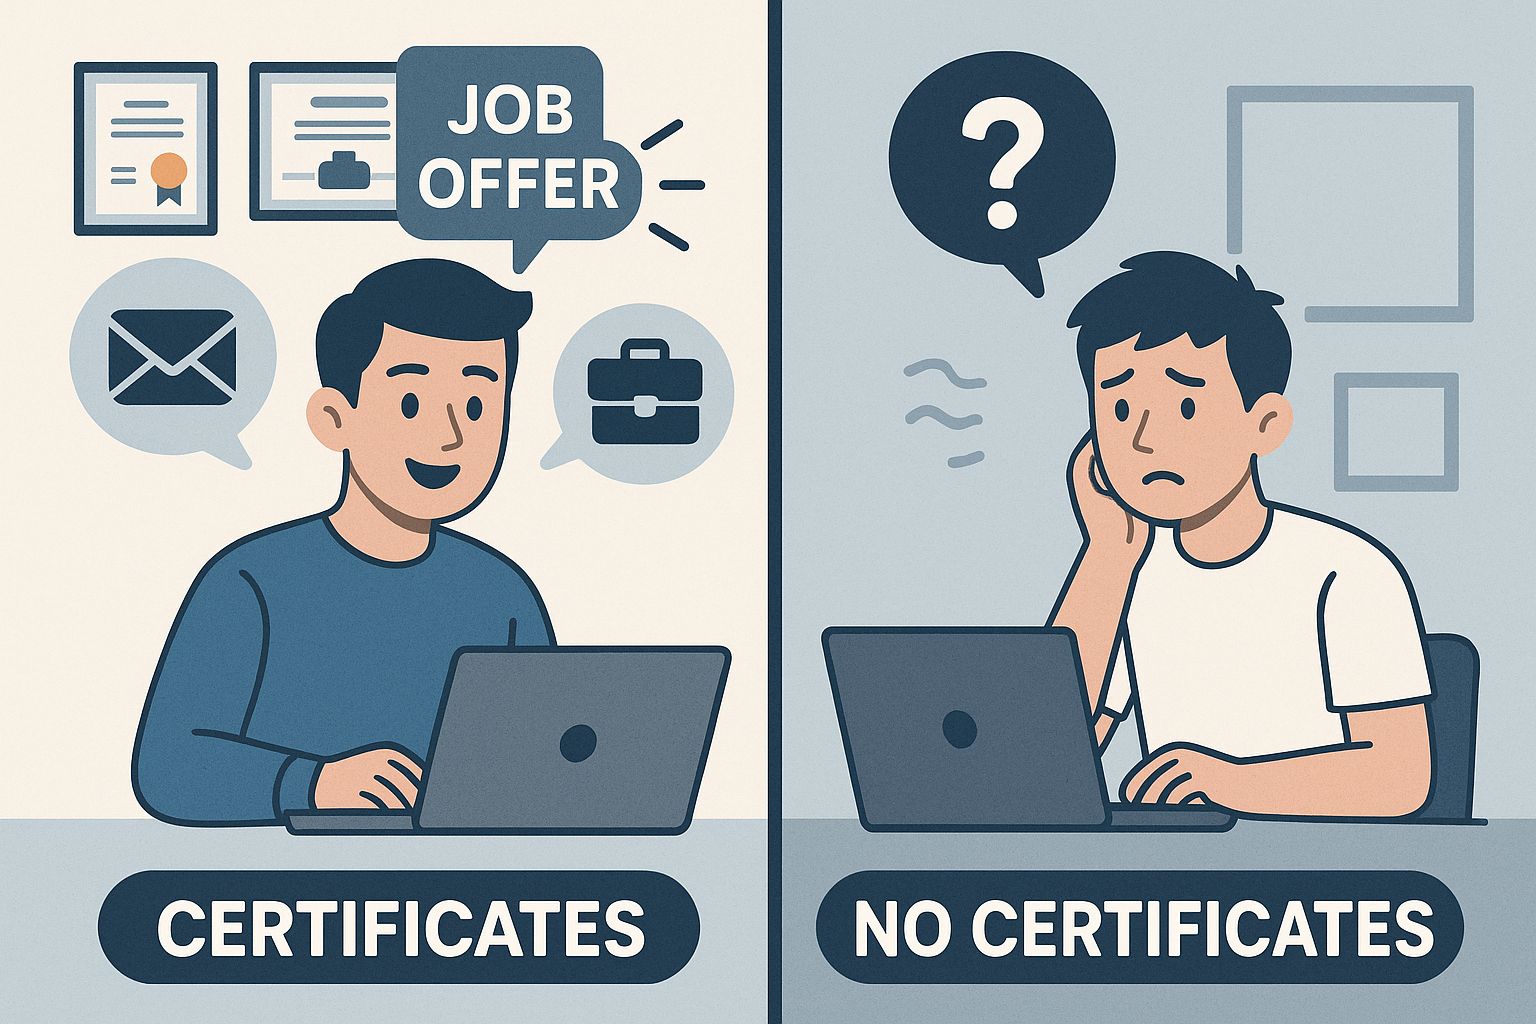 JOB
OFFER
?
CERTIFICATES
NO CERTIFICATES